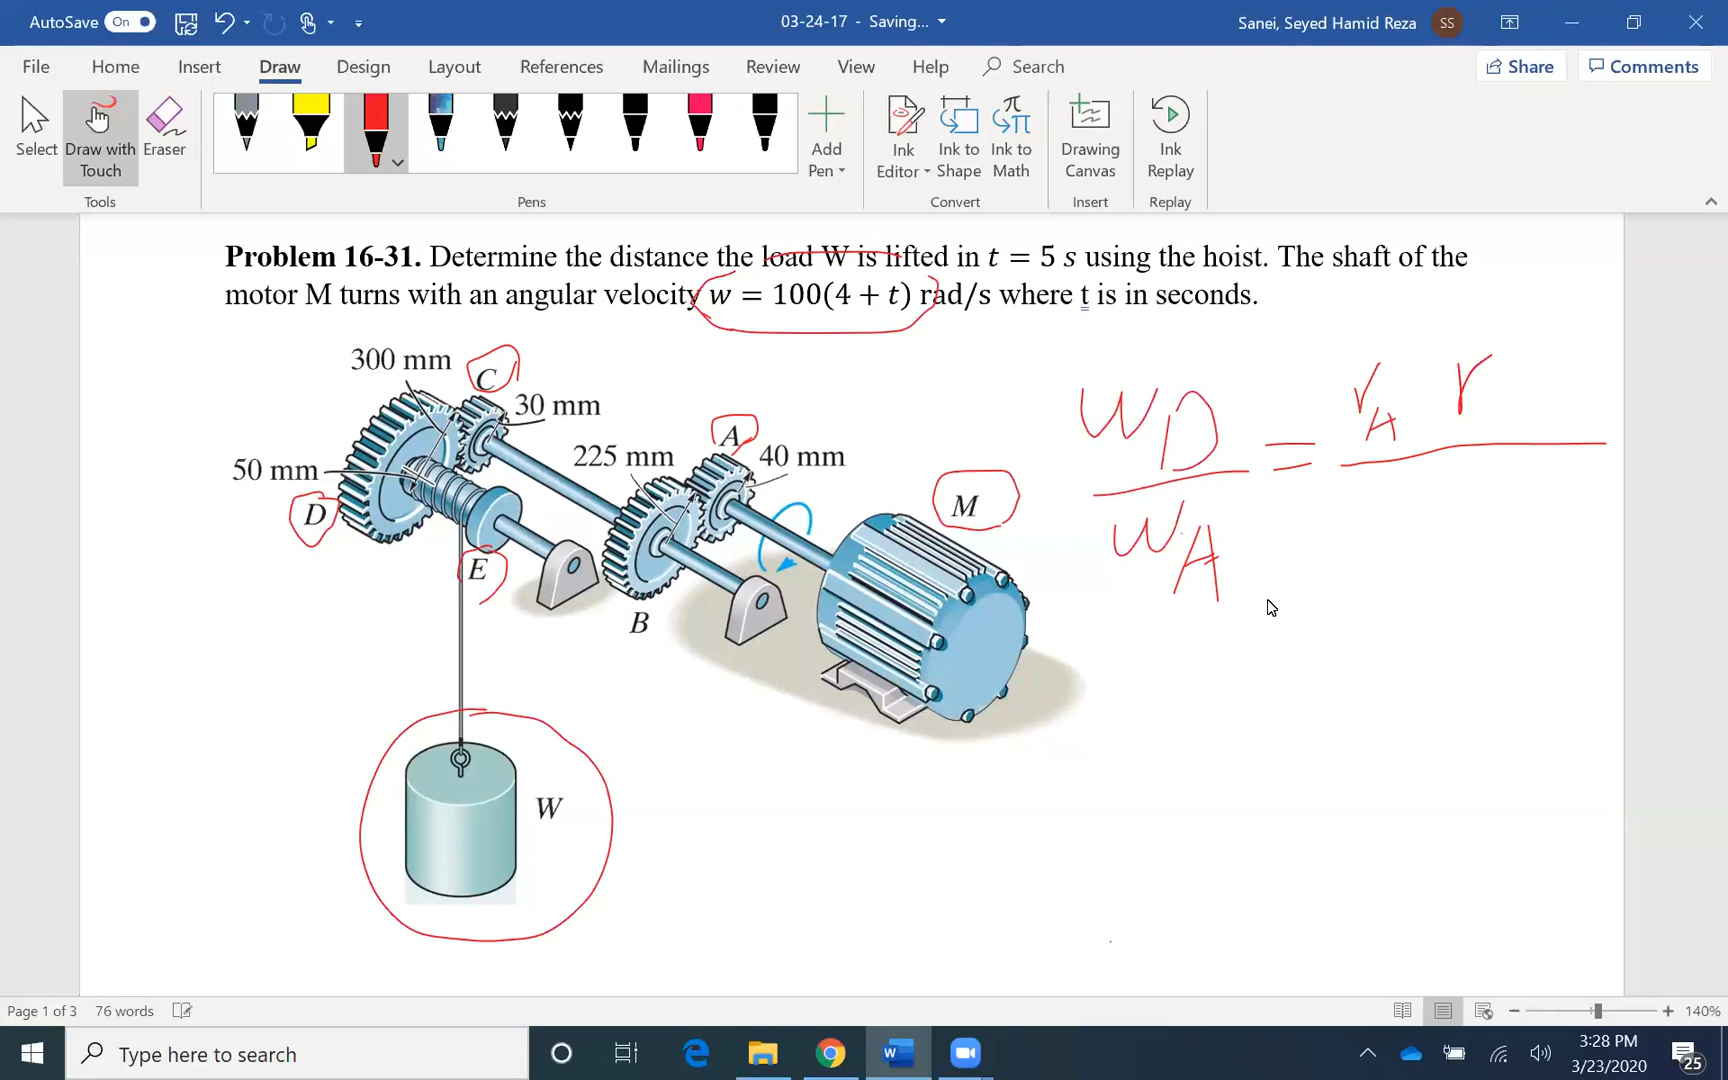 AutoSave On
03-24-17 - Saving...
Sanei, Seyed Hamid Reza SS
File Home Insert Draw Design Layout References Mailings Review View Help Search
Share Comments
Select
Draw with Touch
Eraser
Add Pen
Ink Editor
Ink to Shape
Ink to Math
Drawing Canvas
Ink Replay
Tools Pens Convert Insert Replay
Problem 16-31. Determine the distance the load W is lifted in t = 5 s using the hoist. The shaft of the
motor M turns with an angular velocity w = 100(4 + t) rad/s where t is in seconds.
300 mm
C
30 mm
A
225 mm
40 mm
50 mm
D
M
E
B
W
WD = rA r
WA
Page 1 of 3 76 words
140%
Type here to search
3:28 PM
3/23/2020
25